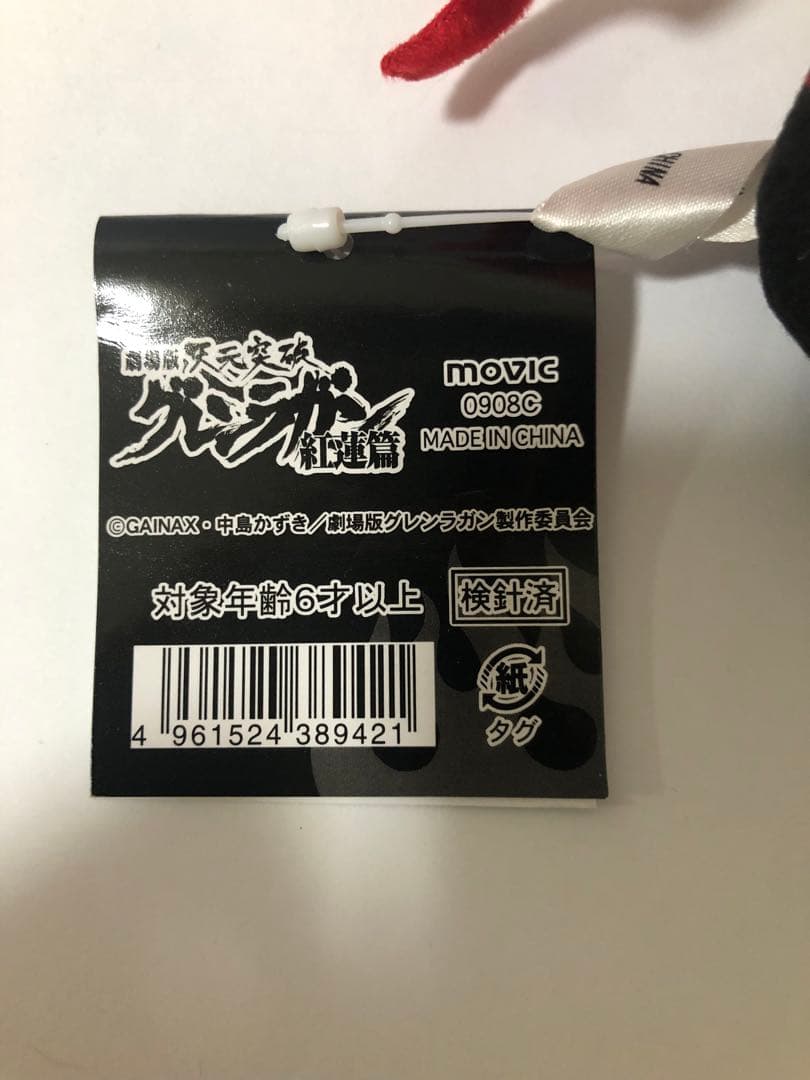 CHINA
劇場版 天元突破
グレンラガン
紅蓮篇
movic
0908C
MADE IN CHINA
©GAINAX・中島かずき／劇場版グレンラガン製作委員会
対象年齢6才以上
検針済
4 961524 389421
紙
タグ